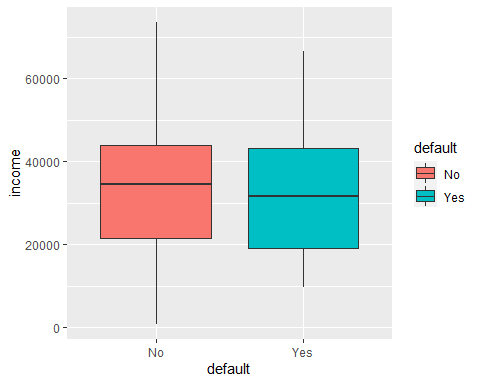 60000
40000
20000
0
income
No
Yes
default
default
No
Yes